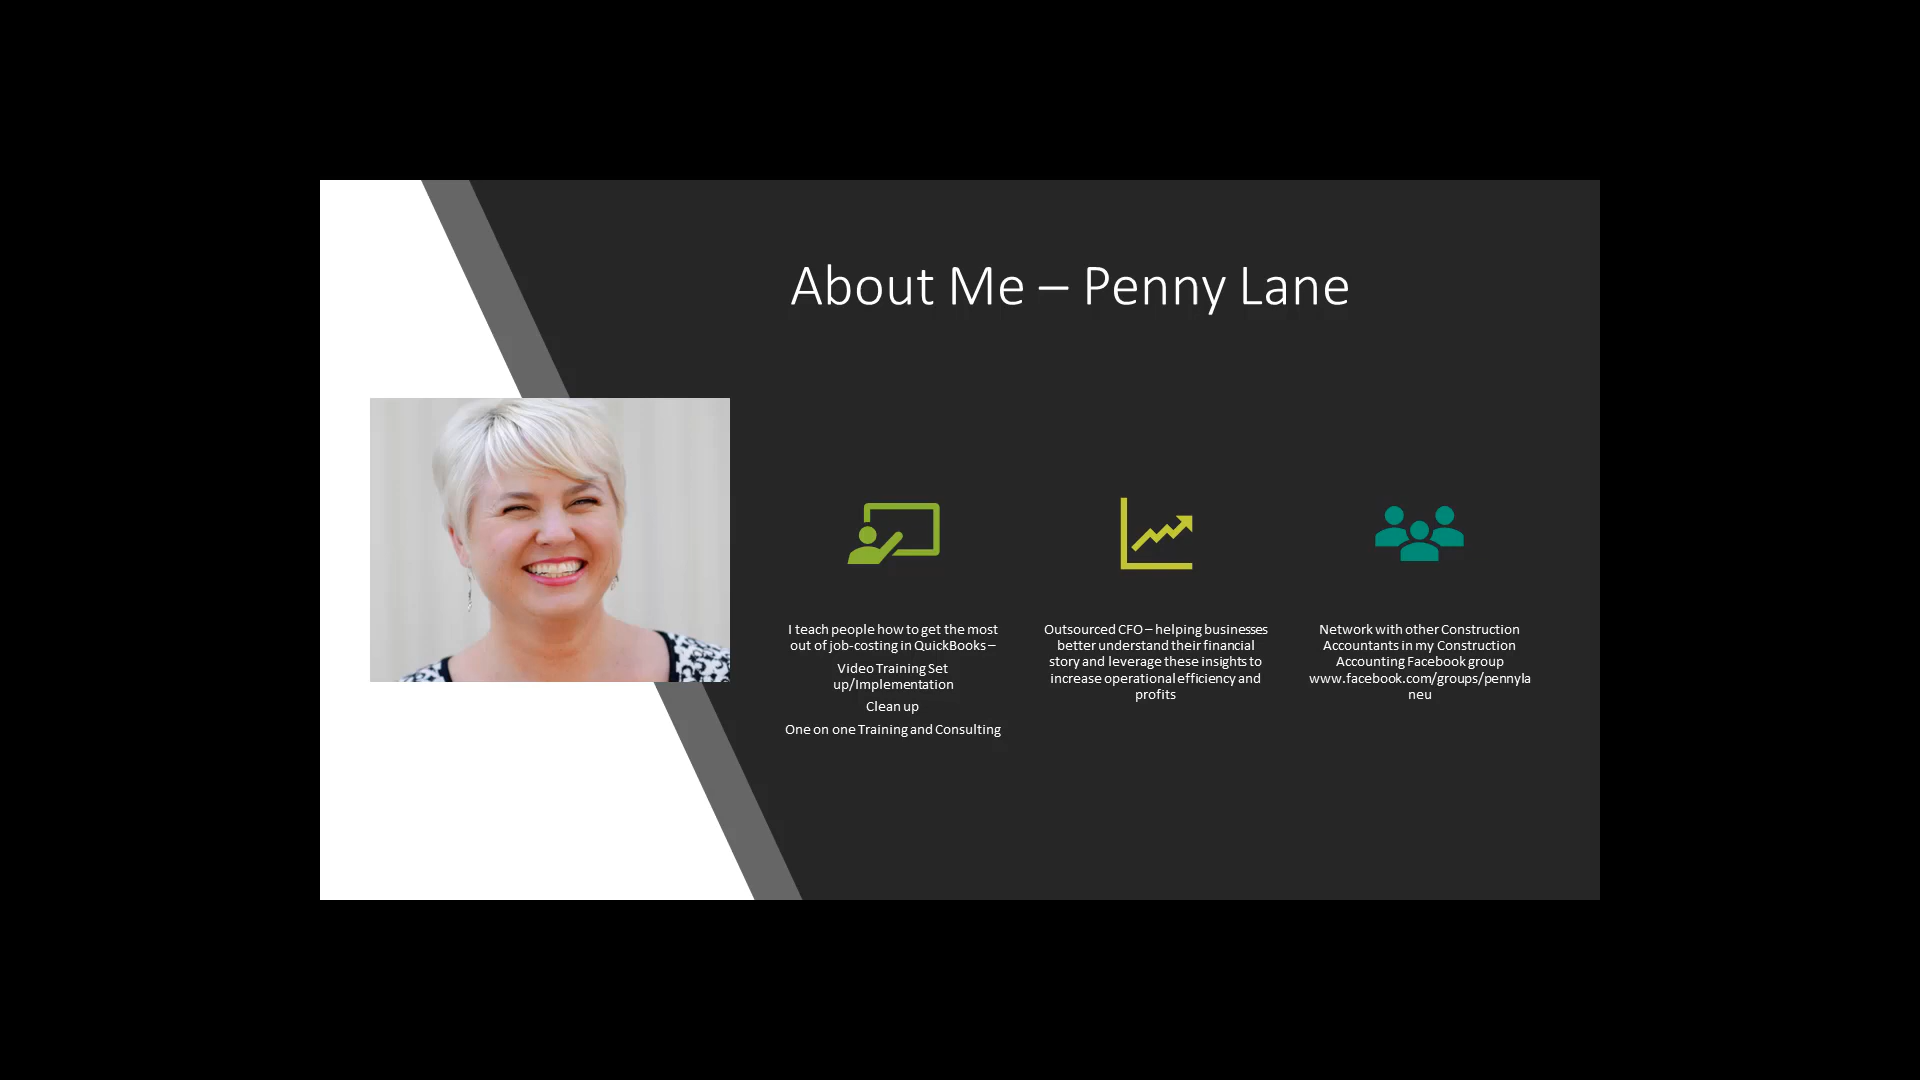 About Me – Penny Lane
I teach people how to get the most
out of job-costing in QuickBooks –
Video Training Set
up/Implementation
Clean up
One on one Training and Consulting
Outsourced CFO – helping businesses
better understand their financial
story and leverage these insights to
increase operational efficiency and
profits
Network with other Construction
Accountants in my Construction
Accounting Facebook group
www.facebook.com/groups/pennyla
neu